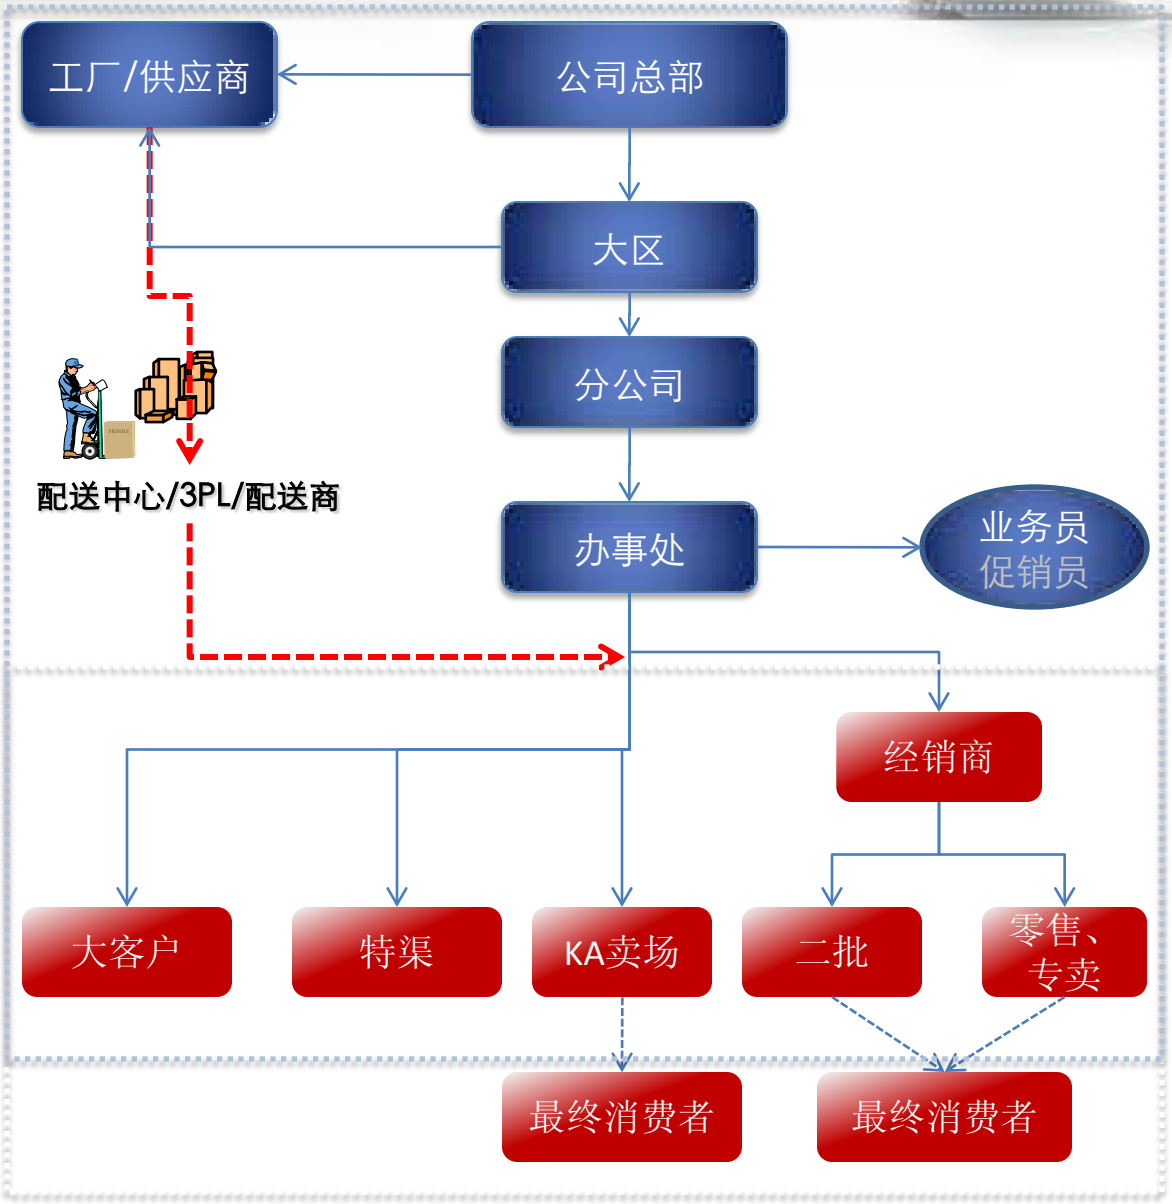 工厂/供应商
公司总部
大区
分公司
配送中心/3PL/配送商
办事处
业务员
促销员
经销商
大客户
特渠
KA卖场
二批
零售、
专卖
最终消费者
最终消费者